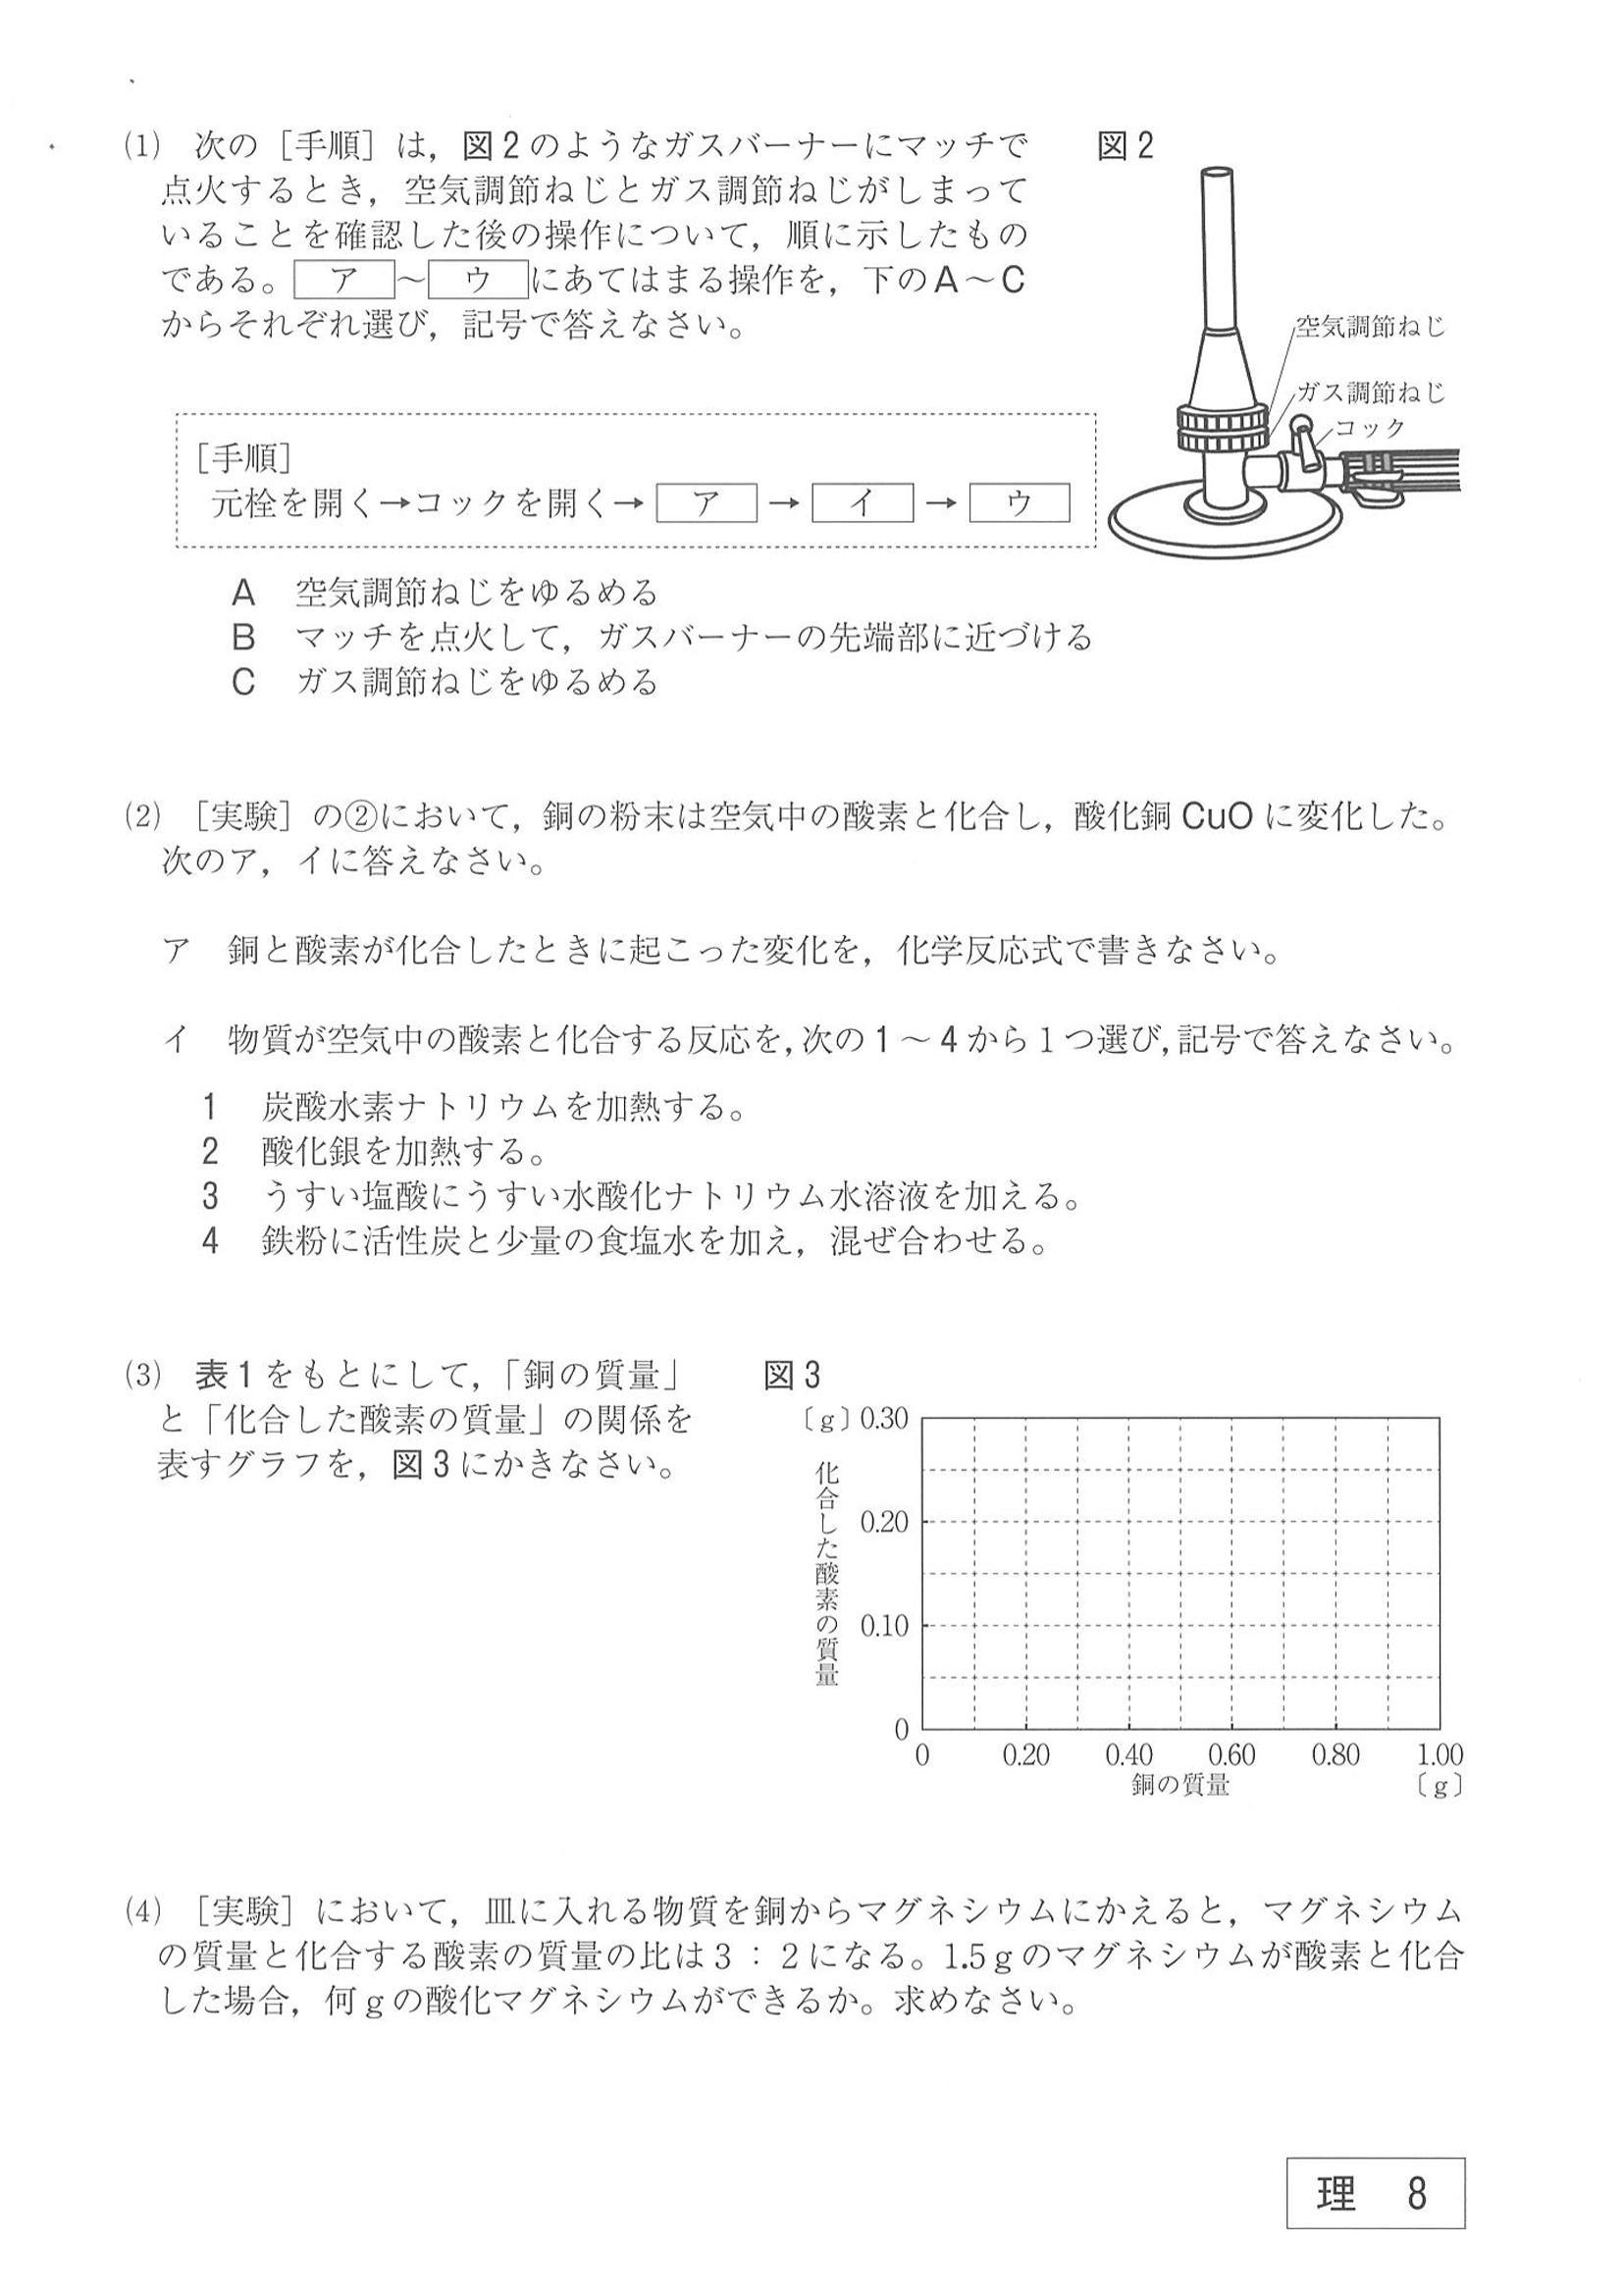 (1) 次の［手順］は，図2のようなガスバーナーにマッチで
点火するとき，空気調節ねじとガス調節ねじがしまって
いることを確認した後の操作について，順に示したもの
である。ア～ウにあてはまる操作を，下のA～C
からそれぞれ選び，記号で答えなさい。
図2
空気調節ねじ
ガス調節ねじ
コック
［手順］
元栓を開く→コックを開く→ア→イ→ウ
A 空気調節ねじをゆるめる
B マッチを点火して，ガスバーナーの先端部に近づける
C ガス調節ねじをゆるめる
(2) ［実験］の②において，銅の粉末は空気中の酸素と化合し，酸化銅 CuO に変化した。
次のア，イに答えなさい。
ア 銅と酸素が化合したときに起こった変化を，化学反応式で書きなさい。
イ 物質が空気中の酸素と化合する反応を，次の1～4から1つ選び，記号で答えなさい。
1 炭酸水素ナトリウムを加熱する。
2 酸化銀を加熱する。
3 うすい塩酸にうすい水酸化ナトリウム水溶液を加える。
4 鉄粉に活性炭と少量の食塩水を加え，混ぜ合わせる。
(3) 表1をもとにして，「銅の質量」
と「化合した酸素の質量」の関係を
表すグラフを，図3にかきなさい。
図3
〔g〕0.30
0.20
0.10
0
化合した酸素の質量
0 0.20 0.40 0.60 0.80 1.00
銅の質量 〔g〕
(4) ［実験］において，皿に入れる物質を銅からマグネシウムにかえると，マグネシウム
の質量と化合する酸素の質量の比は3：2になる。1.5gのマグネシウムが酸素と化合
した場合，何gの酸化マグネシウムができるか。求めなさい。
理 8